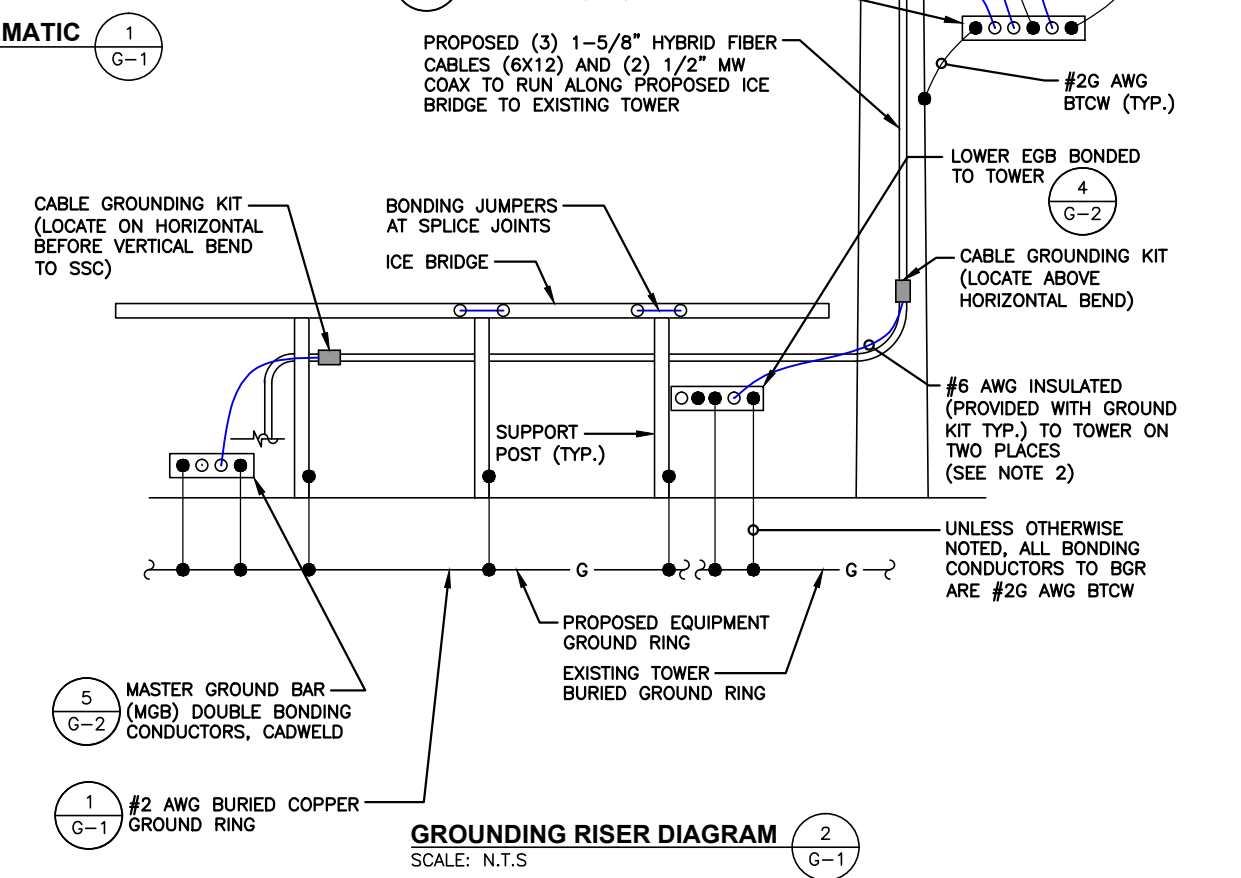 MATIC
1
G-1
PROPOSED (3) 1-5/8" HYBRID FIBER
CABLES (6X12) AND (2) 1/2" MW
COAX TO RUN ALONG PROPOSED ICE
BRIDGE TO EXISTING TOWER
#2G AWG
BTCW (TYP.)
LOWER EGB BONDED
TO TOWER
4
G-2
CABLE GROUNDING KIT
(LOCATE ON HORIZONTAL
BEFORE VERTICAL BEND
TO SSC)
BONDING JUMPERS
AT SPLICE JOINTS
ICE BRIDGE
CABLE GROUNDING KIT
(LOCATE ABOVE
HORIZONTAL BEND)
#6 AWG INSULATED
(PROVIDED WITH GROUND
KIT TYP.) TO TOWER ON
TWO PLACES
(SEE NOTE 2)
SUPPORT
POST (TYP.)
UNLESS OTHERWISE
NOTED, ALL BONDING
CONDUCTORS TO BGR
ARE #2G AWG BTCW
G
G
PROPOSED EQUIPMENT
GROUND RING
EXISTING TOWER
BURIED GROUND RING
5
G-2
MASTER GROUND BAR
(MGB) DOUBLE BONDING
CONDUCTORS, CADWELD
1
G-1
#2 AWG BURIED COPPER
GROUND RING
GROUNDING RISER DIAGRAM
SCALE: N.T.S
2
G-1